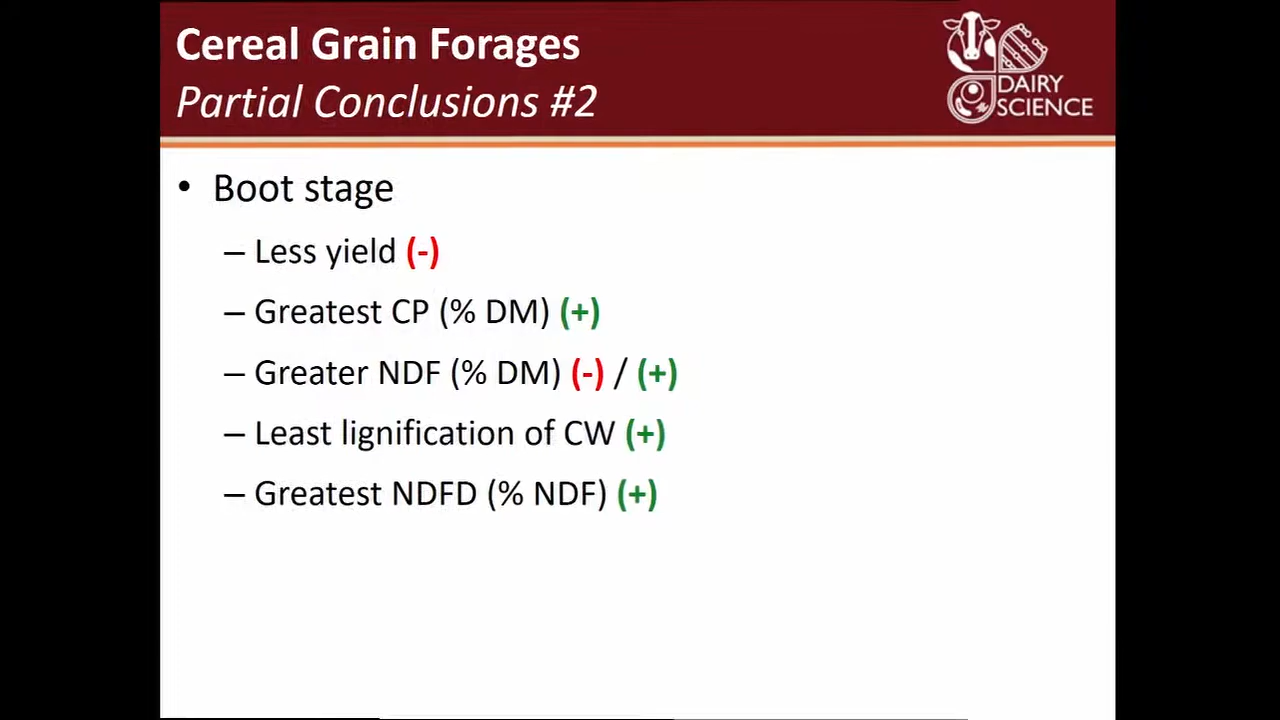 Cereal Grain Forages
Partial Conclusions #2
DAIRY
SCIENCE
• Boot stage
– Less yield (-)
– Greatest CP (% DM) (+)
– Greater NDF (% DM) (-) / (+)
– Least lignification of CW (+)
– Greatest NDFD (% NDF) (+)